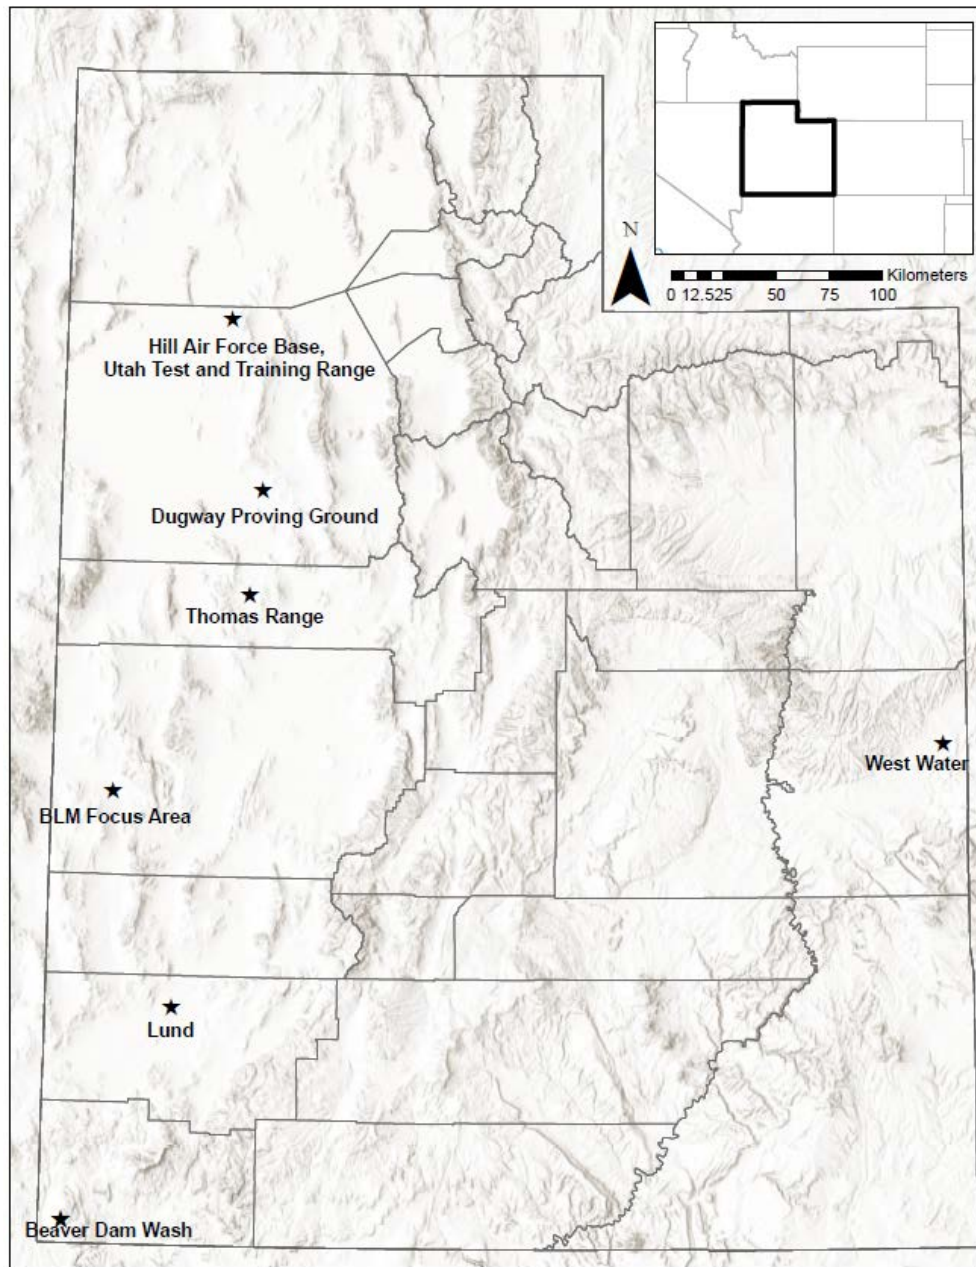 N
Kilometers
0 12.525 50 75 100
Hill Air Force Base,
Utah Test and Training Range
Dugway Proving Ground
Thomas Range
West Water
BLM Focus Area
Lund
Beaver Dam Wash